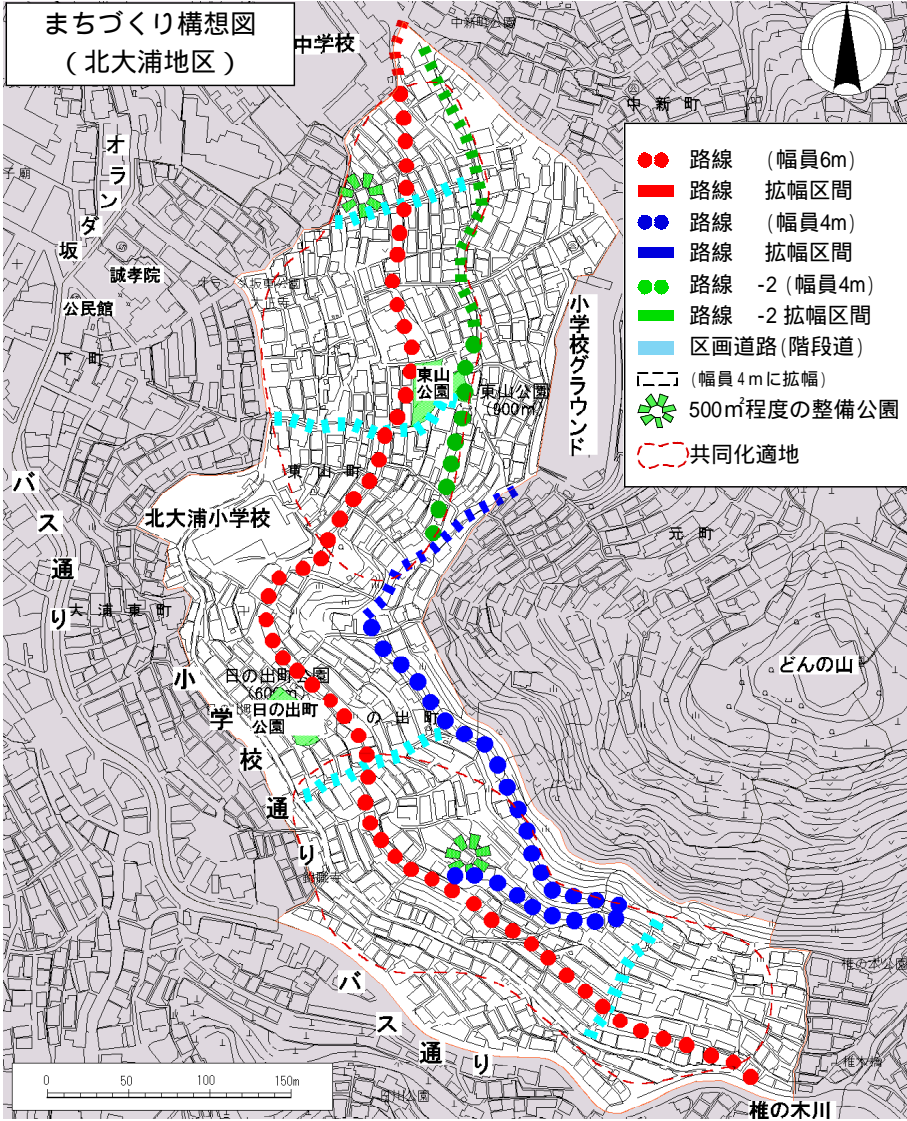 まちづくり構想図
(北大浦地区)
中学校
中新町公園
中新町
オランダ坂
誠孝院
公民館
下町
路線 (幅員6m)
路線 拡幅区間
路線 (幅員4m)
路線 拡幅区間
路線 -2 (幅員4m)
路線 -2 拡幅区間
区画道路(階段道)
(幅員4mに拡幅)
500㎡程度の整備公園
共同化適地
小学校グラウンド
東山
公園
東山公園
東山町
バス通り
北大浦小学校
元町
大浦東町
どんの山
小学校通り
日の出町公園
日の出町
公園
の出町
バス通り
椎の木公園
椎木橋
椎の木川
0 50 100 150m